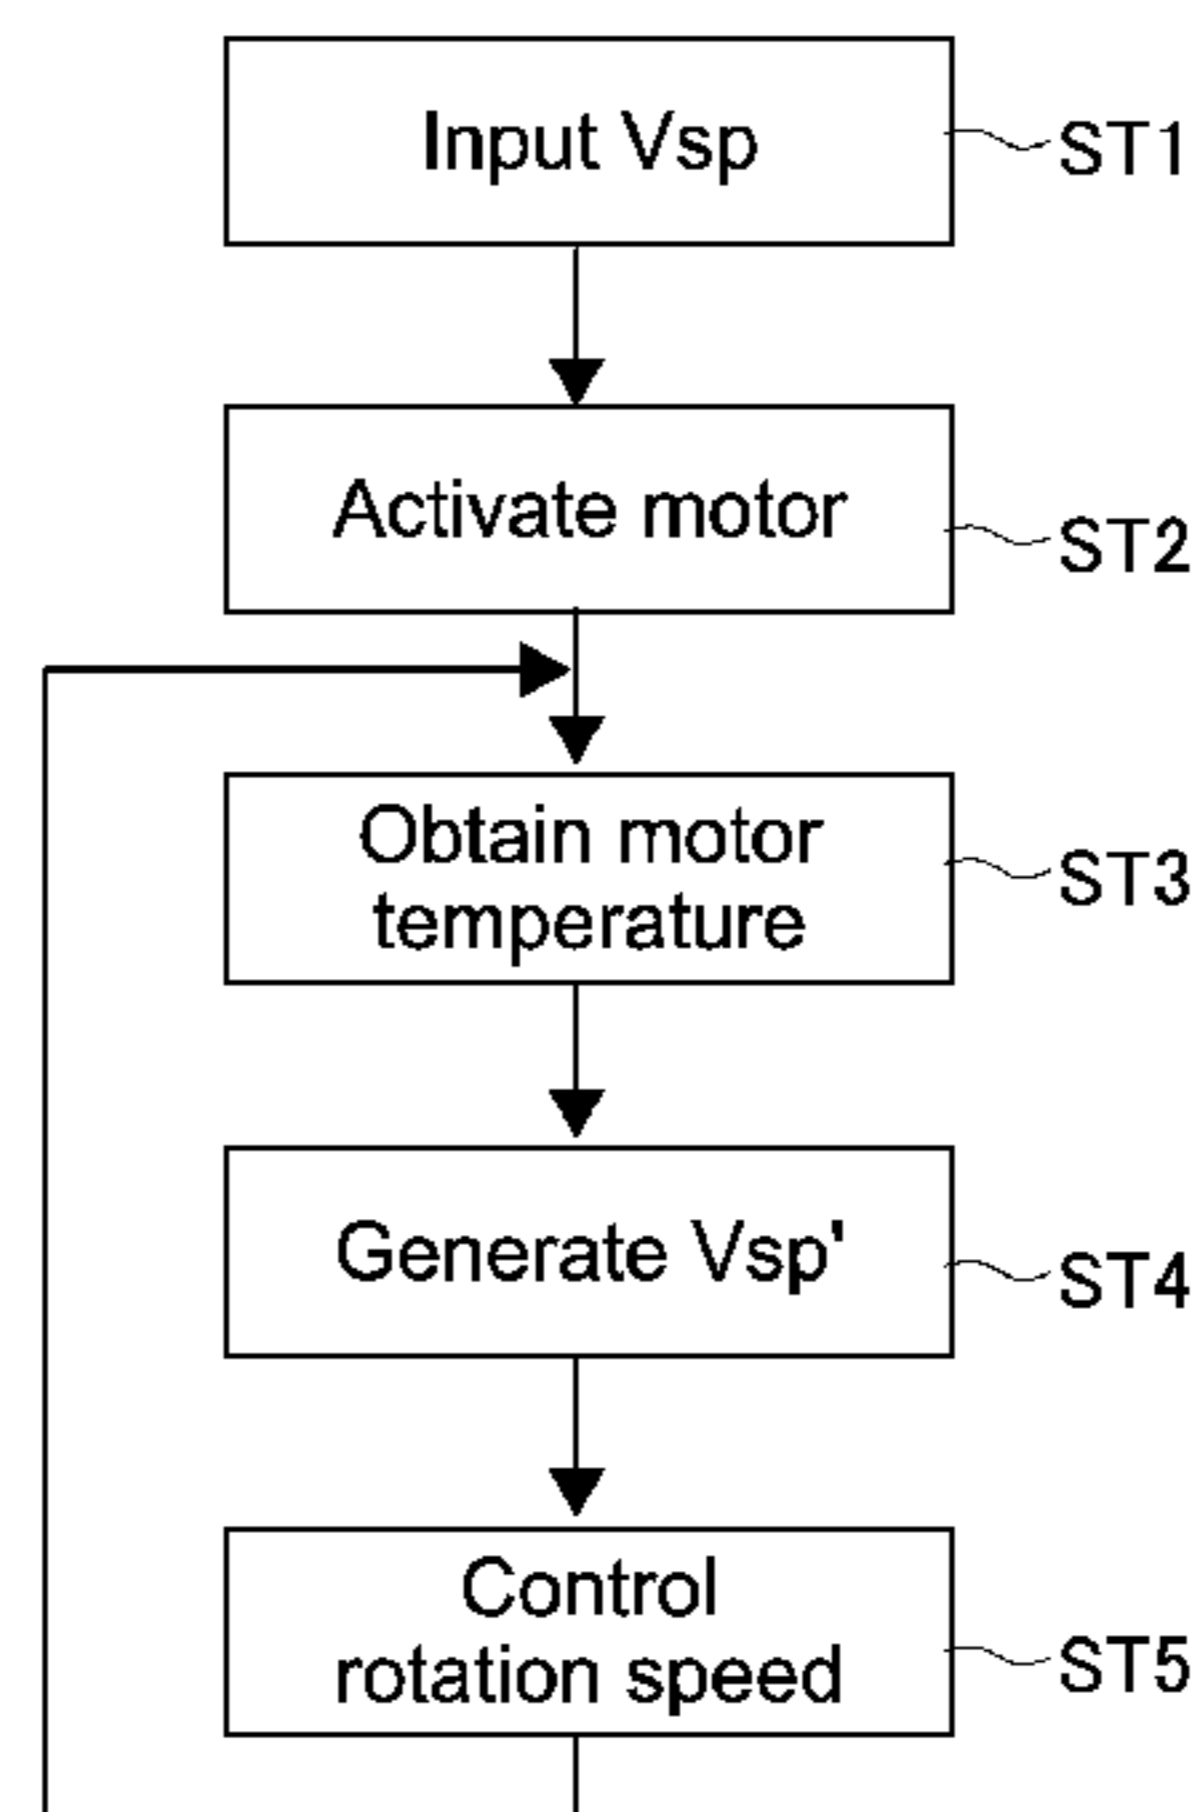 Input Vsp
ST1
Activate motor
ST2
Obtain motor
temperature
ST3
Generate Vsp'
ST4
Control
rotation speed
ST5